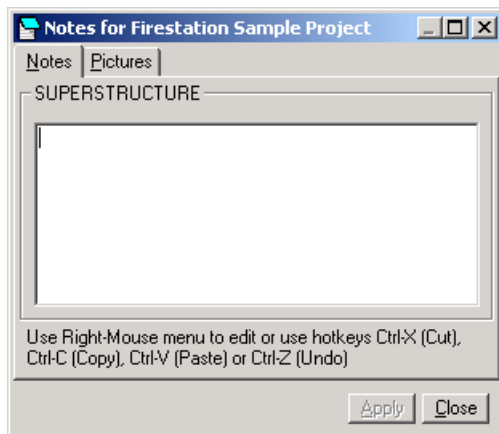 Notes for Firestation Sample Project
Notes Pictures
SUPERSTRUCTURE
Use Right-Mouse menu to edit or use hotkeys Ctrl-X (Cut),
Ctrl-C (Copy), Ctrl-V (Paste) or Ctrl-Z (Undo)
Apply Close